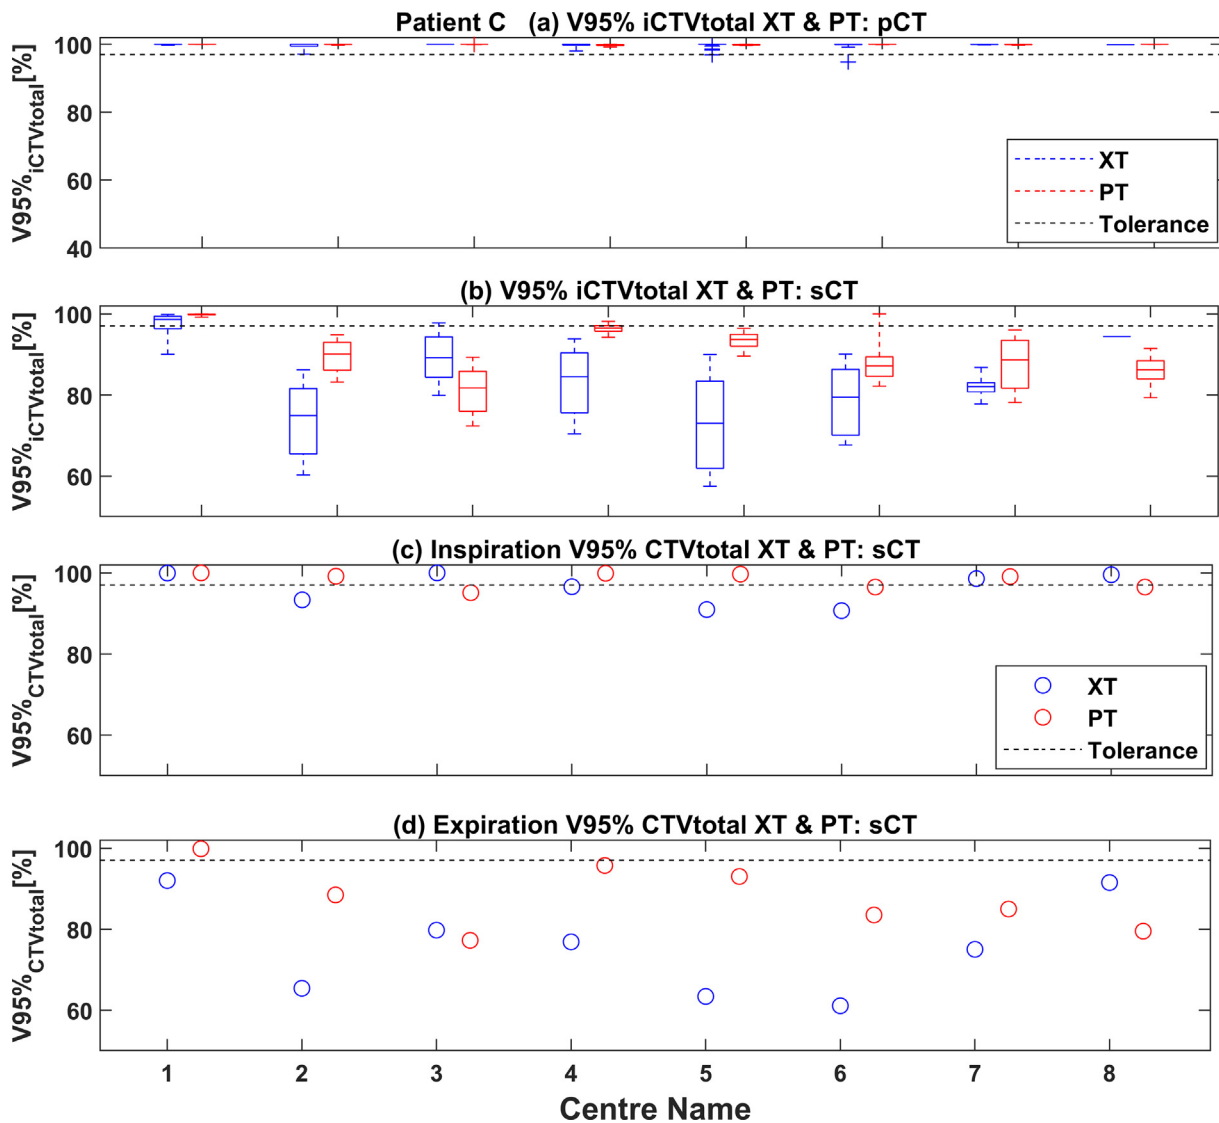 Patient C (a) V95% iCTVtotal XT & PT: pCT
V95%iCTVtotal[%]
100
80
60
40
XT
PT
Tolerance
(b) V95% iCTVtotal XT & PT: sCT
V95%iCTVtotal[%]
100
80
60
(c) Inspiration V95% CTVtotal XT & PT: sCT
V95%CTVtotal[%]
100
80
60
XT
PT
Tolerance
(d) Expiration V95% CTVtotal XT & PT: sCT
V95%CTVtotal[%]
100
80
60
1 2 3 4 5 6 7 8
Centre Name